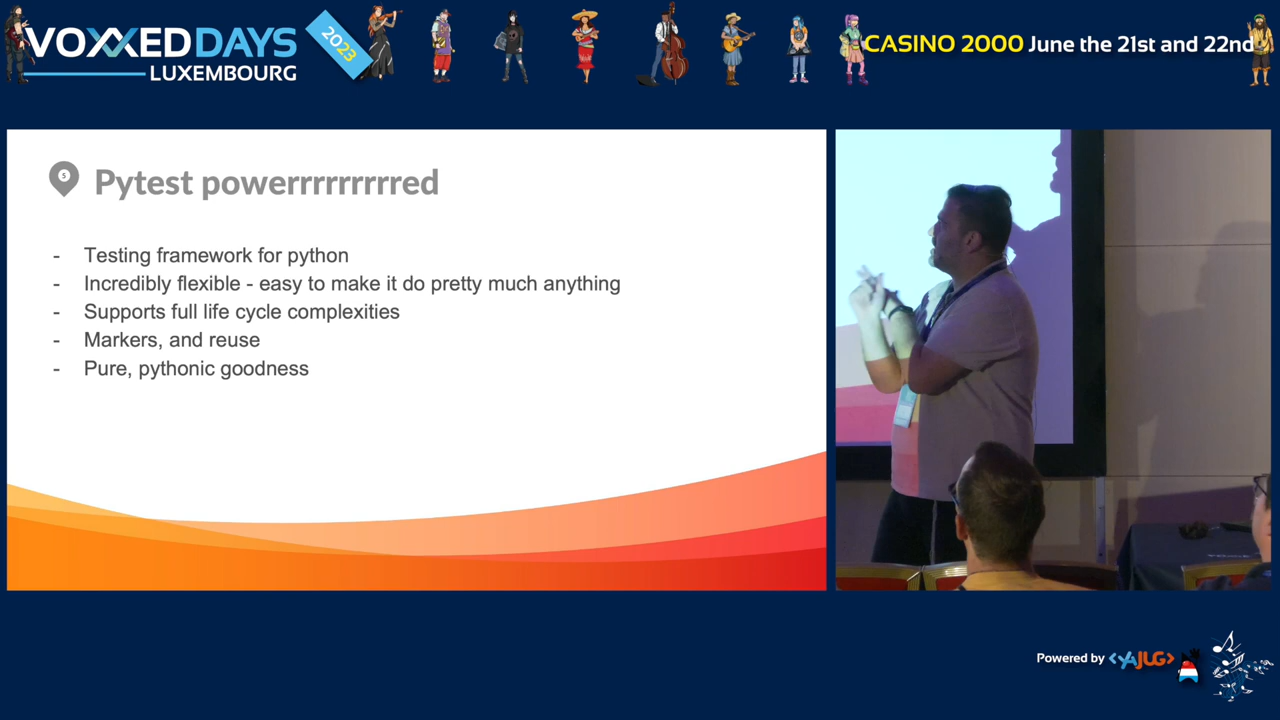 VOXXEDDAYS
LUXEMBOURG
2023
CASINO 2000 June the 21st and 22nd
S
Pytest powerrrrrrrrred
- Testing framework for python
- Incredibly flexible - easy to make it do pretty much anything
- Supports full life cycle complexities
- Markers, and reuse
- Pure, pythonic goodness
Powered by <YAJUG>